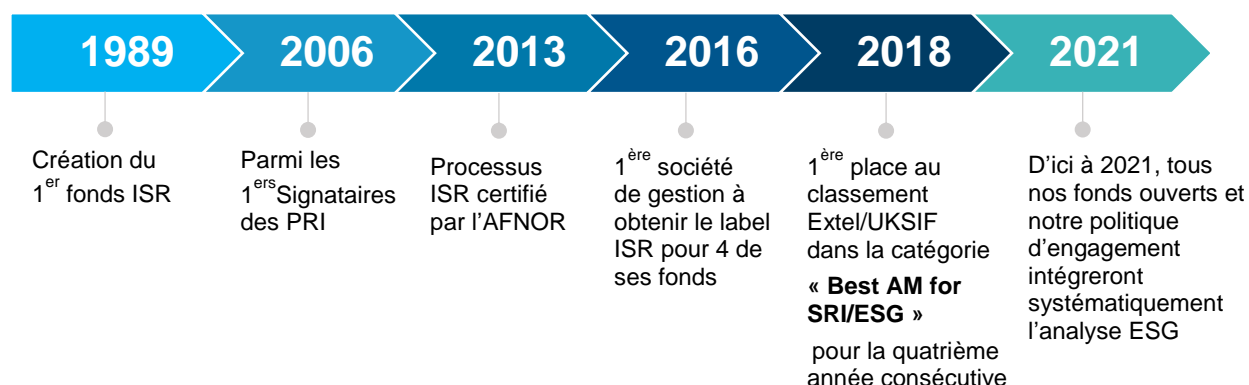 1989
2006
2013
2016
2018
2021
Création du
1er fonds ISR
Parmi les
1ersSignataires
des PRI
Processus
ISR certifié
par l’AFNOR
1ère société
de gestion à
obtenir le label
ISR pour 4 de
ses fonds
1ère place au
classement
Extel/UKSIF
dans la catégorie
« Best AM for
SRI/ESG »
pour la quatrième
année consécutive
D’ici à 2021, tous
nos fonds ouverts et
notre politique
d’engagement
intégreront
systématiquement
l’analyse ESG